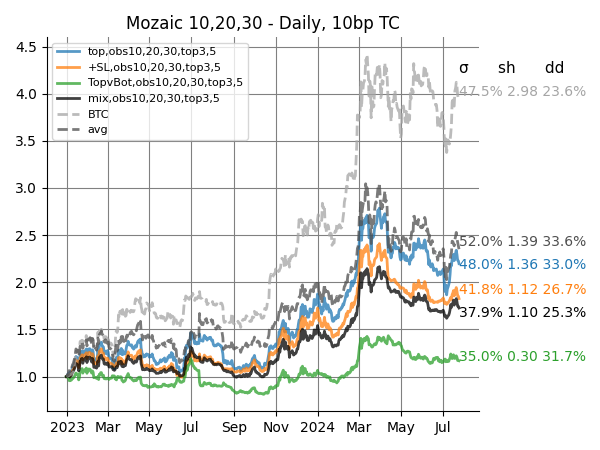 Mozaic 10,20,30 - Daily, 10bp TC
4.5
4.0
3.5
3.0
2.5
2.0
1.5
1.0
top,obs10,20,30,top3,5
+SL,obs10,20,30,top3,5
TopvBot,obs10,20,30,top3,5
mix,obs10,20,30,top3,5
BTC
avg
σ sh dd
47.5% 2.98 23.6%
52.0% 1.39 33.6%
48.0% 1.36 33.0%
41.8% 1.12 26.7%
37.9% 1.10 25.3%
35.0% 0.30 31.7%
2023 Mar May Jul Sep Nov 2024 Mar May Jul